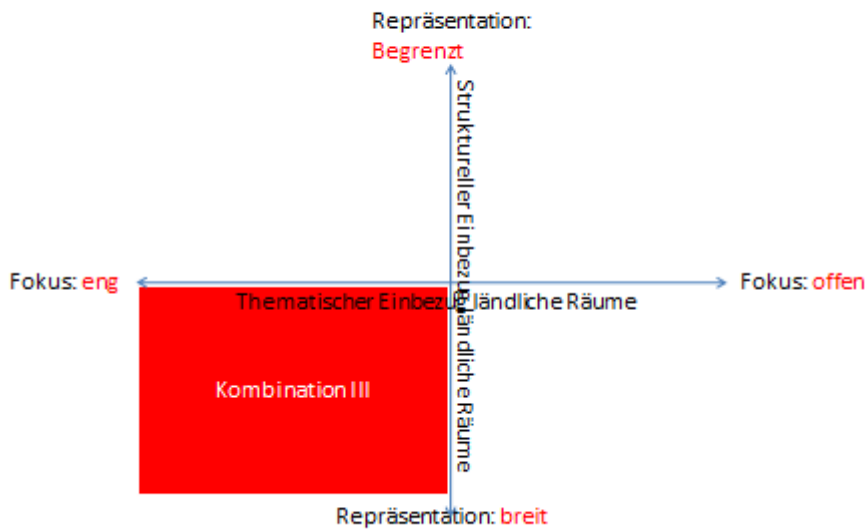 Repräsentation:
Begrenzt
Struktureller Einbezug ländliche Räume
Fokus: eng
Fokus: offen
Thematischer Einbezug ländliche Räume
Kombination III
Repräsentation: breit